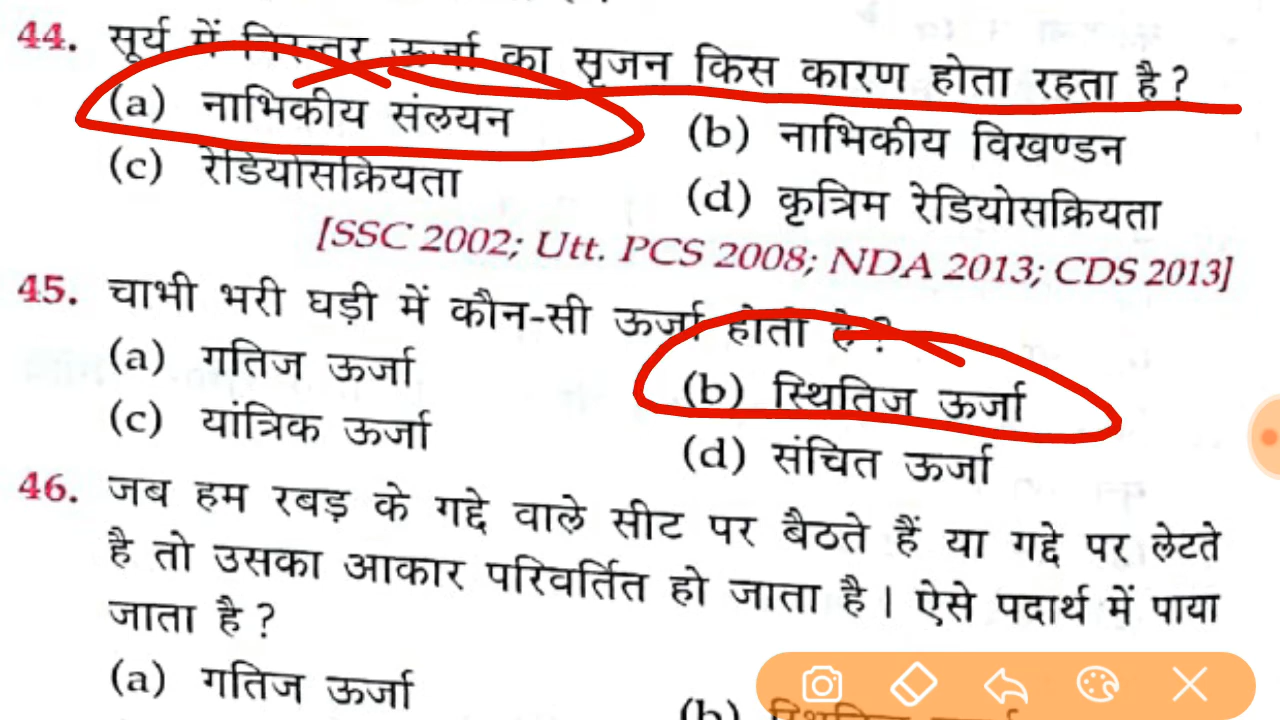 44. सूर्य में निरन्तर ऊर्जा का सृजन किस कारण होता रहता है ?
(a) नाभिकीय संलयन (b) नाभिकीय विखण्डन
(c) रेडियोसक्रियता (d) कृत्रिम रेडियोसक्रियता
[SSC 2002; Utt. PCS 2008; NDA 2013; CDS 2013]
45. चाभी भरी घड़ी में कौन-सी ऊर्जा होती है ?
(a) गतिज ऊर्जा (b) स्थितिज ऊर्जा
(c) यांत्रिक ऊर्जा (d) संचित ऊर्जा
46. जब हम रबड़ के गद्दे वाले सीट पर बैठते हैं या गद्दे पर लेटते
है तो उसका आकार परिवर्तित हो जाता है । ऐसे पदार्थ में पाया
जाता है ?
(a) गतिज ऊर्जा (b)